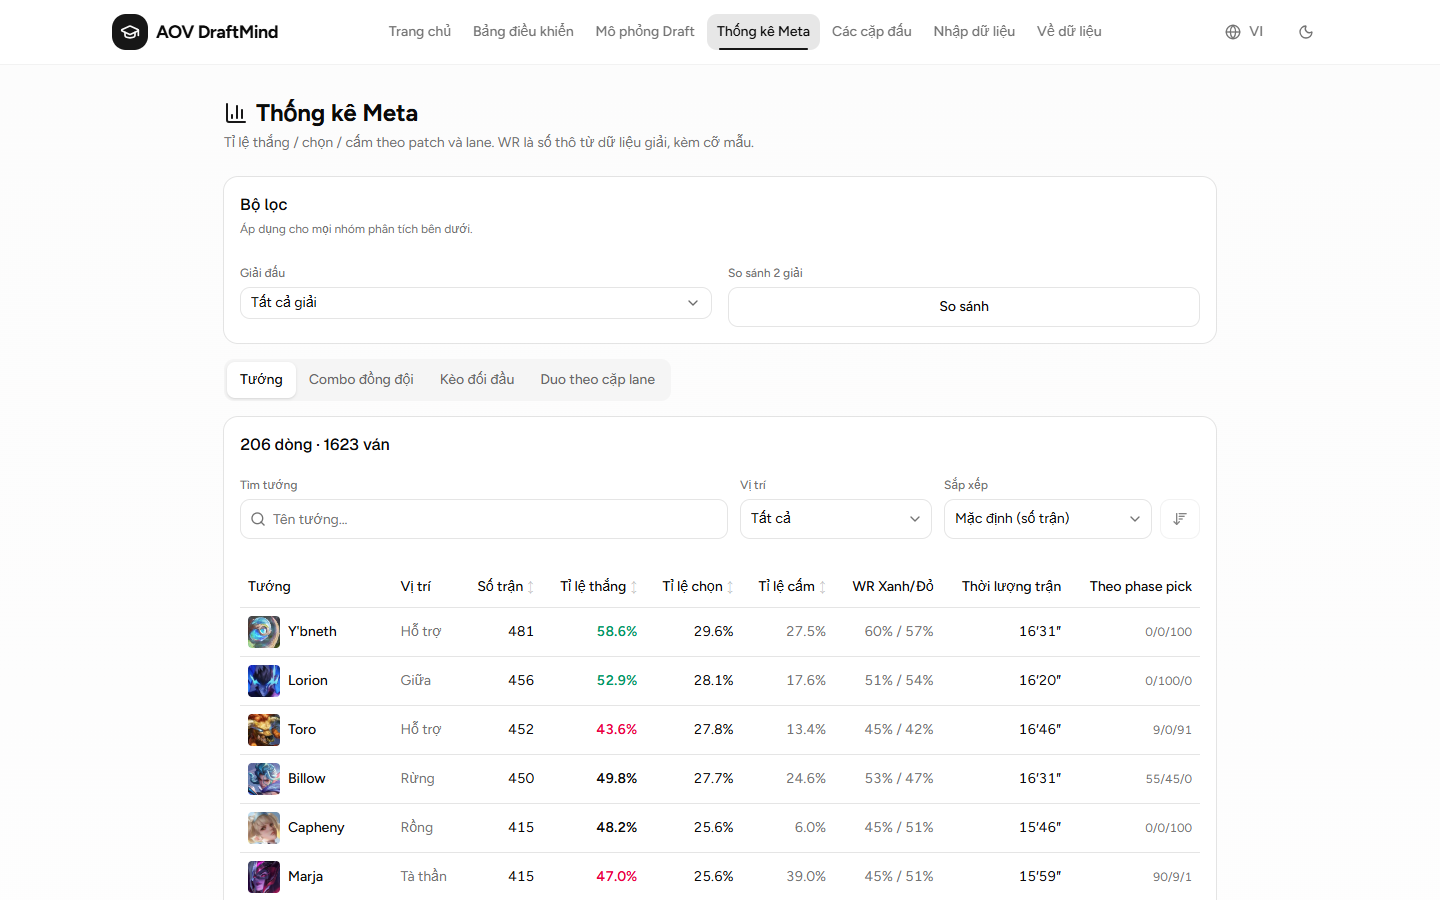 AOV DraftMind
Trang chủ
Bảng điều khiển
Mô phỏng Draft
Thống kê Meta
Các cặp đấu
Nhập dữ liệu
Về dữ liệu
VI
Thống kê Meta
Tỉ lệ thắng / chọn / cấm theo patch và lane. WR là số thô từ dữ liệu giải, kèm cỡ mẫu.
Bộ lọc
Áp dụng cho mọi nhóm phân tích bên dưới.
Giải đấu
So sánh 2 giải
Tất cả giải
So sánh
Tướng
Combo đồng đội
Kèo đối đầu
Duo theo cặp lane
206 dòng · 1623 ván
Tìm tướng
Vị trí
Sắp xếp
Tên tướng...
Tất cả
Mặc định (số trận)
Tướng Vị trí Số trận Tỉ lệ thắng Tỉ lệ chọn Tỉ lệ cấm WR Xanh/Đỏ Thời lượng trận Theo phase pick
Y'bneth Hỗ trợ 481 58.6% 29.6% 27.5% 60% / 57% 16′31″ 0/0/100
Lorion Giữa 456 52.9% 28.1% 17.6% 51% / 54% 16′20″ 0/100/0
Toro Hỗ trợ 452 43.6% 27.8% 13.4% 45% / 42% 16′46″ 9/0/91
Billow Rừng 450 49.8% 27.7% 24.6% 53% / 47% 16′31″ 55/45/0
Capheny Rồng 415 48.2% 25.6% 6.0% 45% / 51% 15′46″ 0/0/100
Marja Tà thần 415 47.0% 25.6% 39.0% 45% / 51% 15′59″ 90/9/1